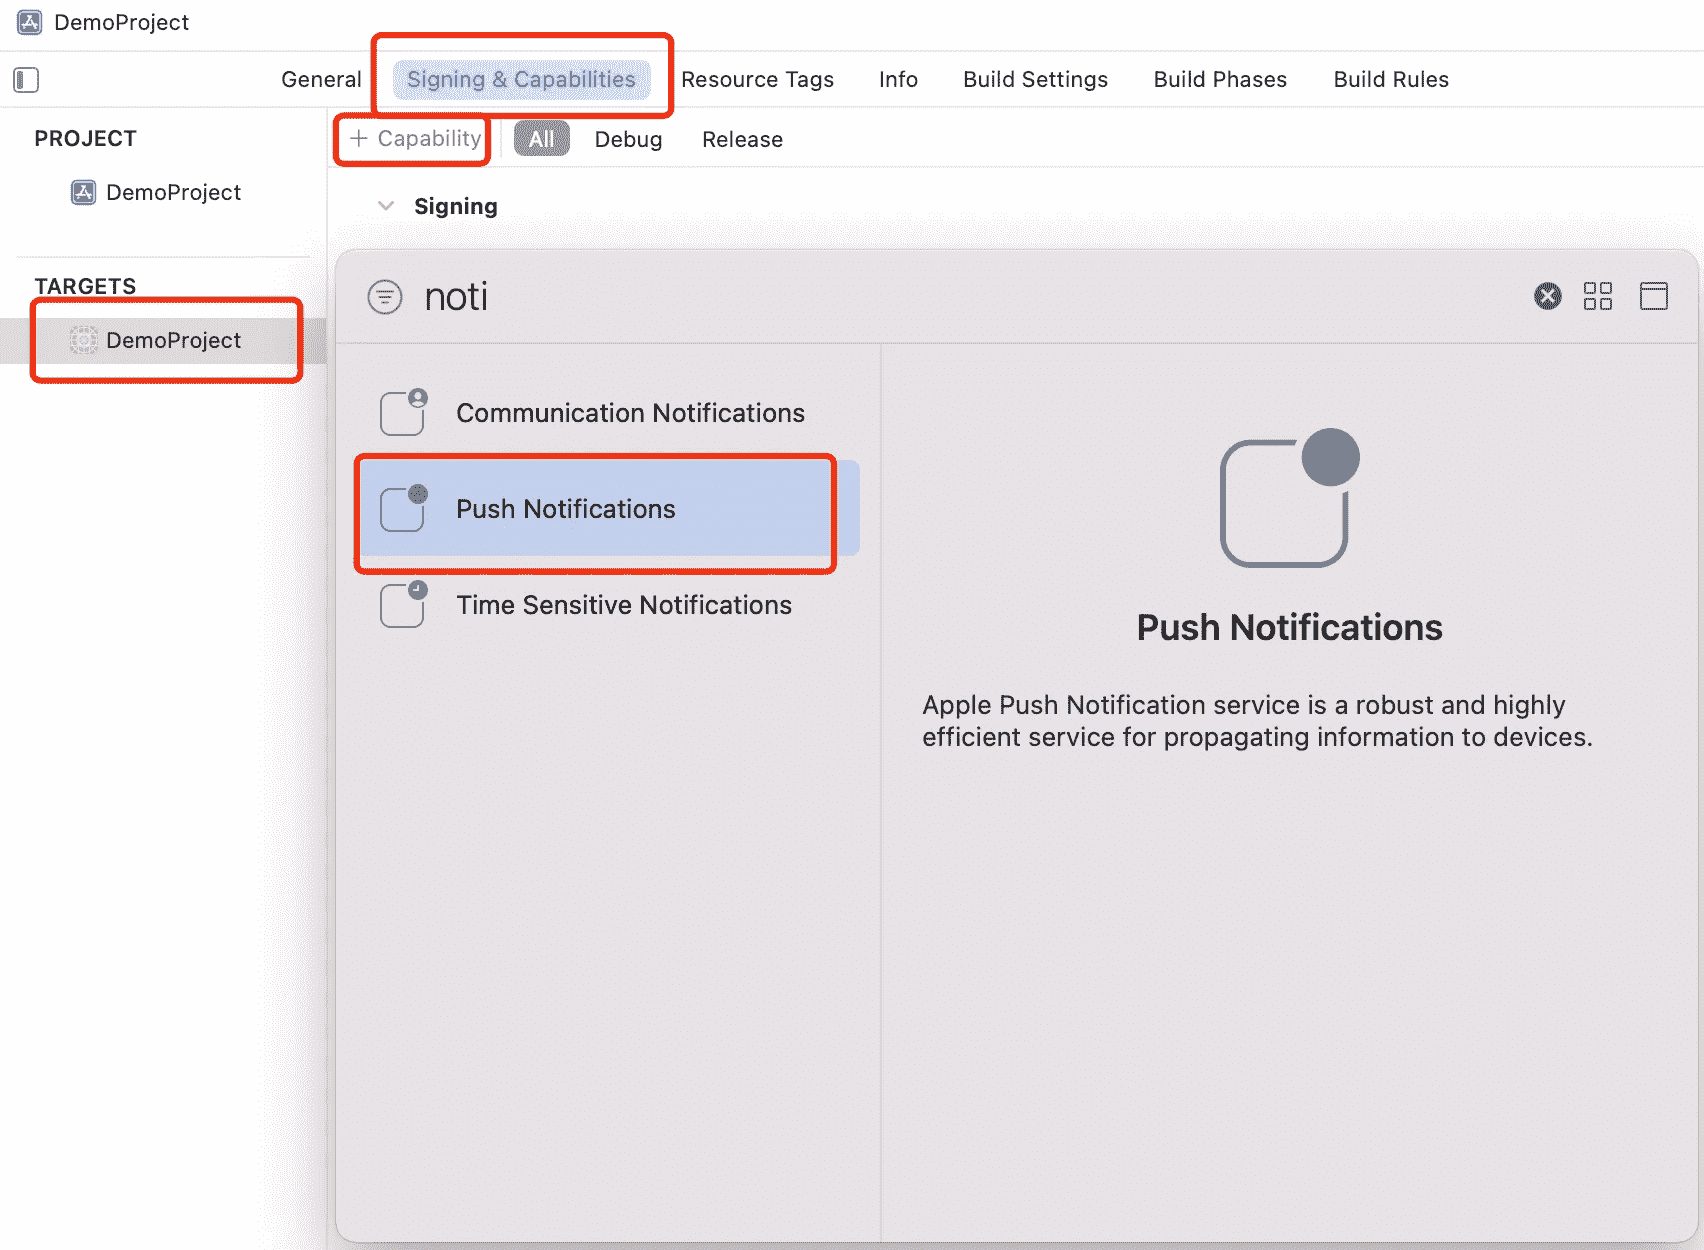 DemoProject
General Signing & Capabilities Resource Tags Info Build Settings Build Phases Build Rules
PROJECT
DemoProject
TARGETS
DemoProject
+ Capability All Debug Release
Signing
noti
Communication Notifications
Push Notifications
Time Sensitive Notifications
Push Notifications
Apple Push Notification service is a robust and highly
efficient service for propagating information to devices.